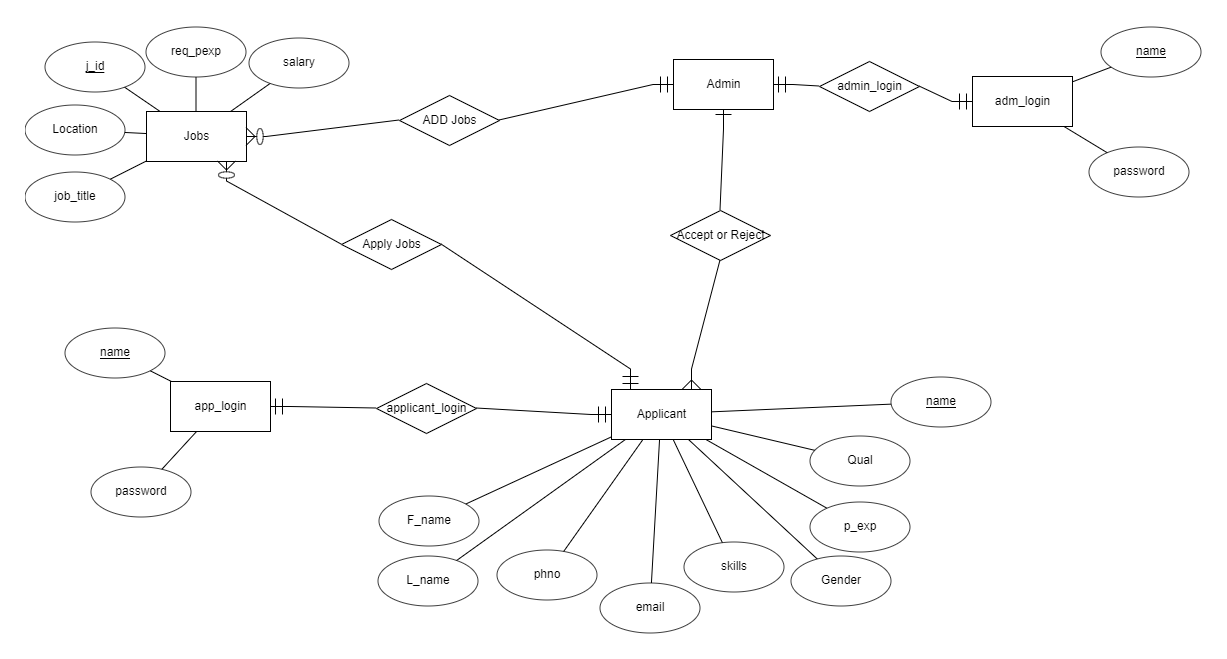 j_id
req_pexp
salary
Location
Jobs
job_title
ADD Jobs
Admin
admin_login
adm_login
name
password
Apply Jobs
Accept or Reject
name
app_login
password
applicant_login
Applicant
name
Qual
p_exp
Gender
skills
email
phno
L_name
F_name